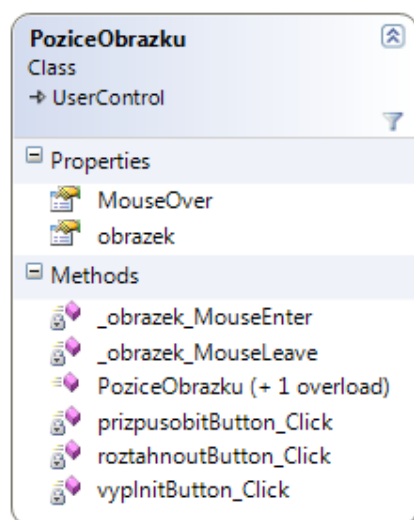 PoziceObrazku
Class
UserControl
Properties
MouseOver
obrazek
Methods
_obrazek_MouseEnter
_obrazek_MouseLeave
PoziceObrazku (+ 1 overload)
prizpusobitButton_Click
roztahnoutButton_Click
vyplnitButton_Click